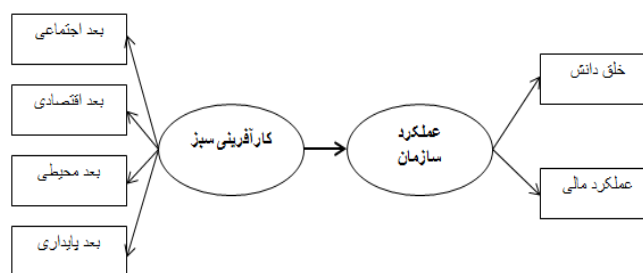 بعد اجتماعی
بعد اقتصادی
بعد محیطی
بعد پایداری
کارآفرینی سبز
عملکرد
سازمان
خلق دانش
عملکرد مالی